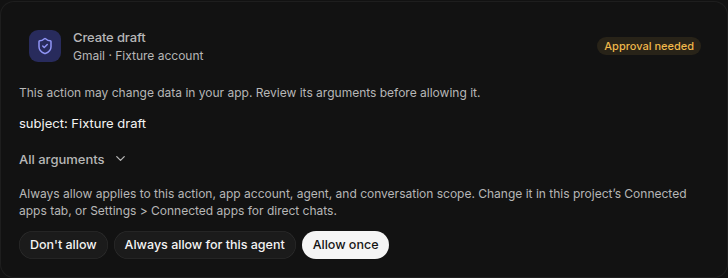 Create draft
Gmail · Fixture account
Approval needed
This action may change data in your app. Review its arguments before allowing it.
subject: Fixture draft
All arguments
Always allow applies to this action, app account, agent, and conversation scope. Change it in this project's Connected
apps tab, or Settings > Connected apps for direct chats.
Don't allow
Always allow for this agent
Allow once